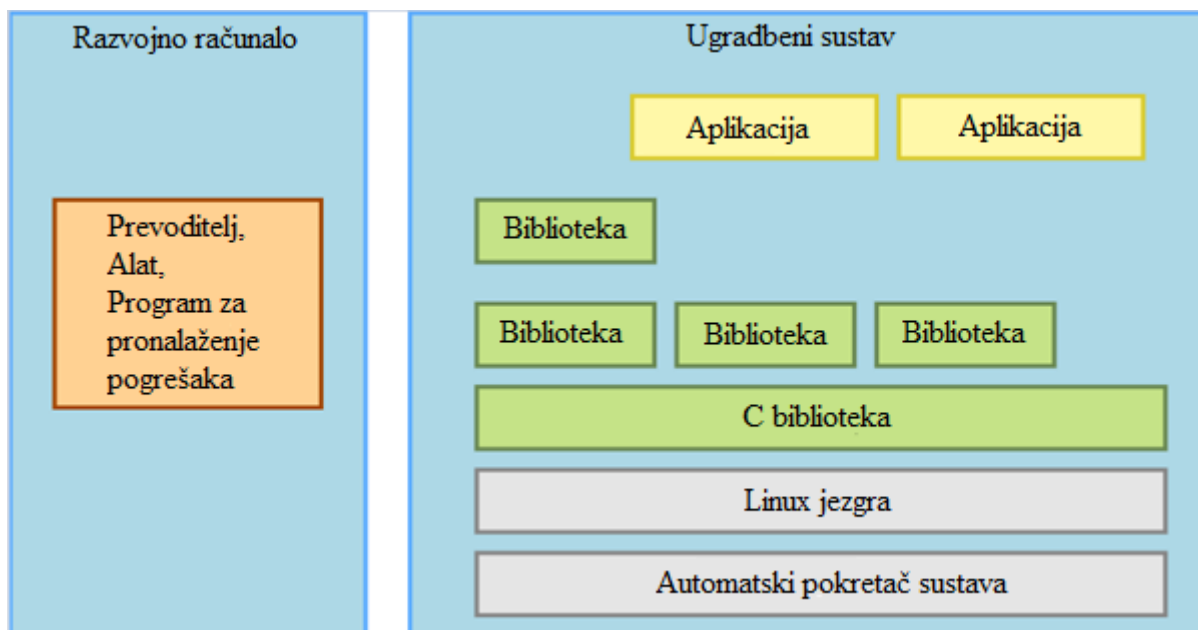 Razvojno računalo
Prevoditelj,
Alat,
Program za
pronalaženje
pogrešaka
Ugradbeni sustav
Aplikacija
Aplikacija
Biblioteka
Biblioteka
Biblioteka
Biblioteka
C biblioteka
Linux jezgra
Automatski pokretač sustava